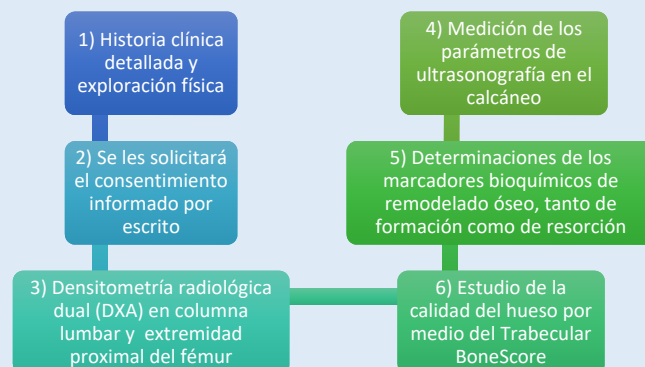 1) Historia clínica
detallada y
exploración física
2) Se les solicitará
el consentimiento
informado por
escrito
3) Densitometría radiológica
dual (DXA) en columna
lumbar y extremidad
proximal del fémur
4) Medición de los
parámetros de
ultrasonografía en el
calcáneo
5) Determinaciones de los
marcadores bioquímicos de
remodelado óseo, tanto de
formación como de resorción
6) Estudio de la
calidad del hueso por
medio del Trabecular
BoneScore